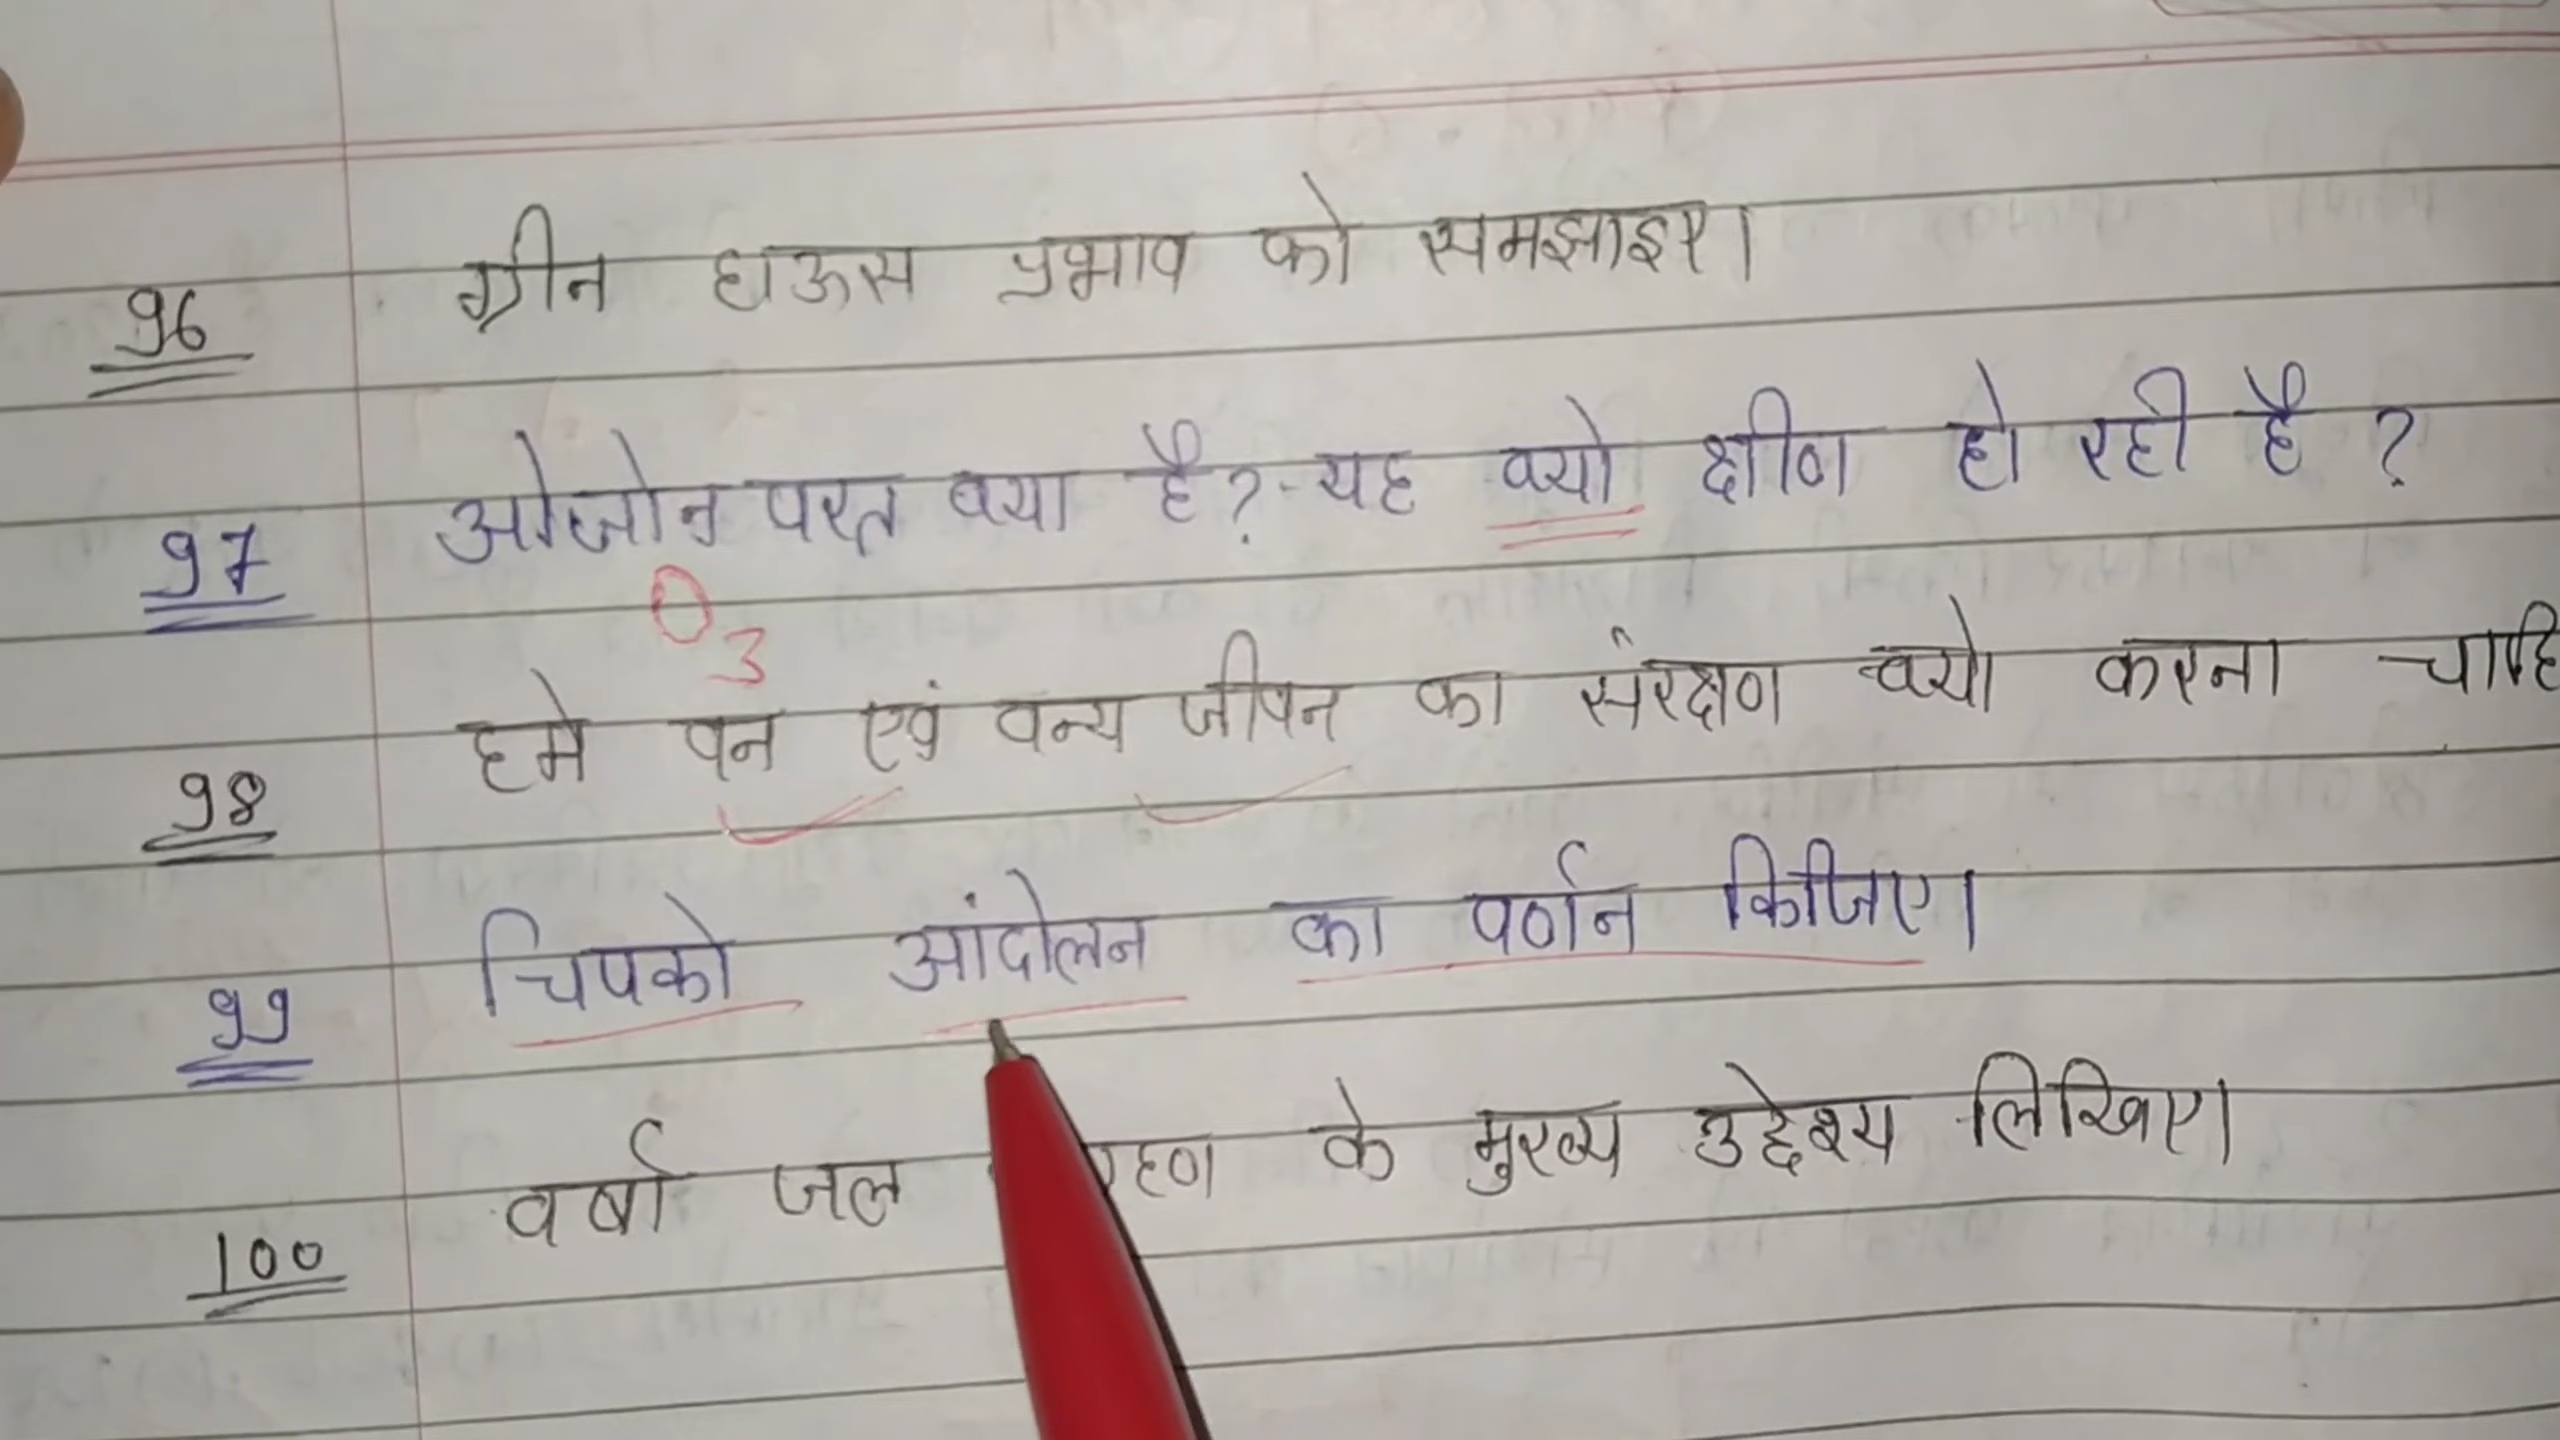 96 ग्रीन हाऊस प्रभाव को समझाइए।
97 ओजोन परत क्या है? यह क्यो क्षीण हो रही है ?
O3
98 हमे वन एवं वन्य जीवन का संरक्षण क्यो करना चाहि
99 चिपको आंदोलन का वर्णन किजिए।
100 वर्षा जल के मुख्य उद्देश्य लिखिए।